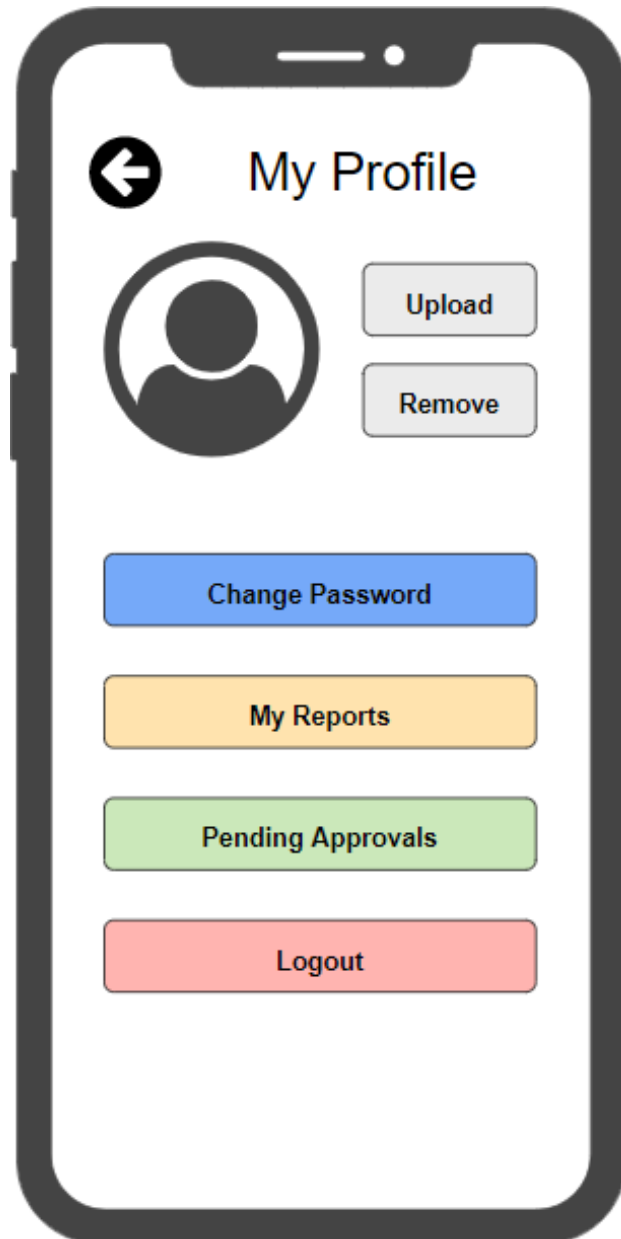 My Profile
Upload
Remove
Change Password
My Reports
Pending Approvals
Logout